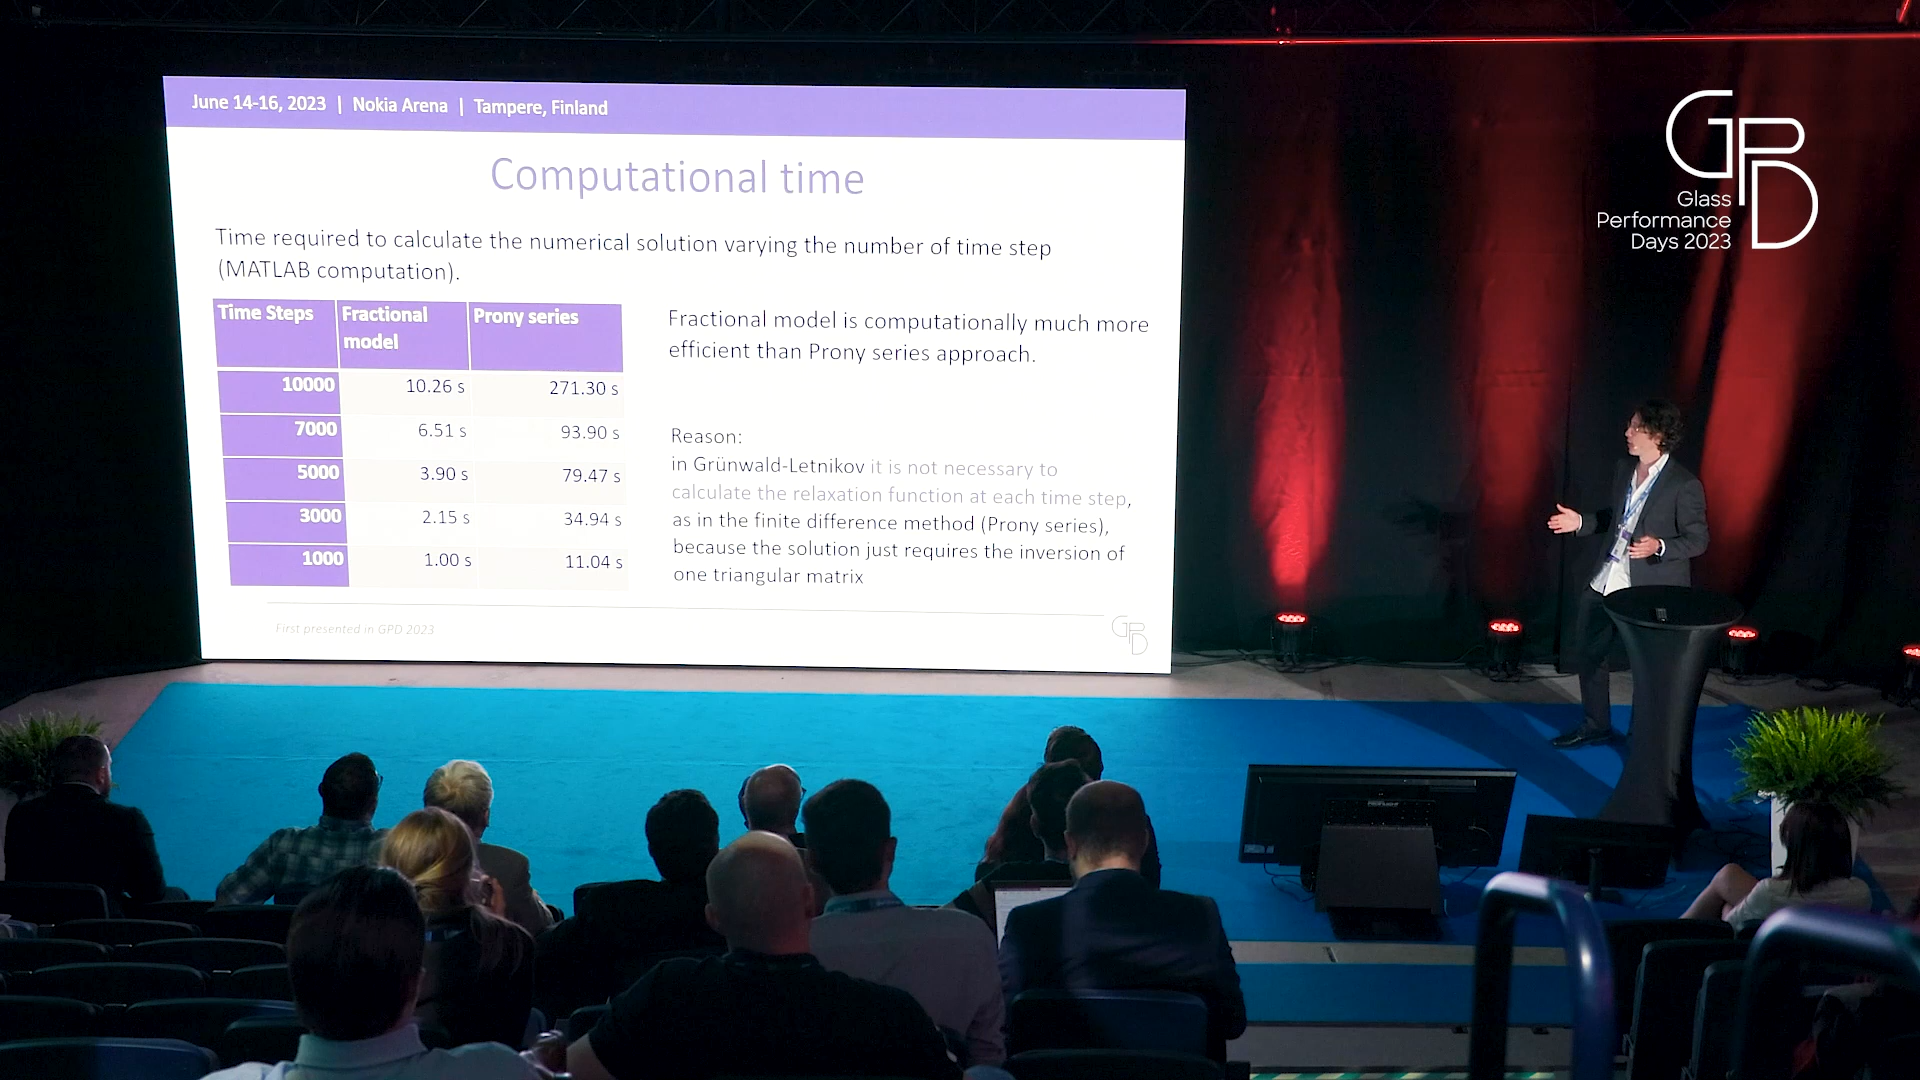 June 14-16, 2023 | Nokia Arena | Tampere, Finland
Computational time
Time required to calculate the numerical solution varying the number of time step
(MATLAB computation).
Time Steps Fractional model Prony series
10000 10.26 s 271.30 s
7000 6.51 s 93.90 s
5000 3.90 s 79.47 s
3000 2.15 s 34.94 s
1000 1.00 s 11.04 s
Fractional model is computationally much more
efficient than Prony series approach.
Reason:
in Grünwald-Letnikov it is not necessary to
calculate the relaxation function at each time step,
as in the finite difference method (Prony series),
because the solution just requires the inversion of
one triangular matrix
First presented in GPD 2023
GPD
GPD
Glass
Performance
Days 2023